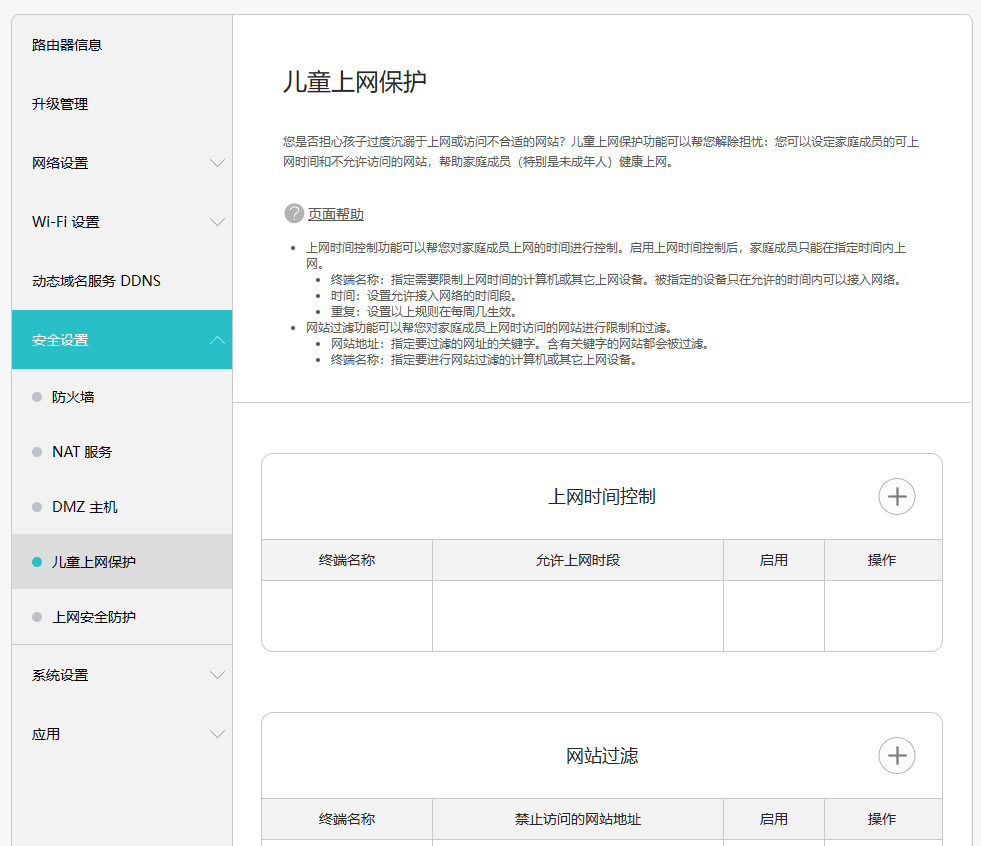 路由器信息
升级管理
网络设置
Wi-Fi 设置
动态域名服务 DDNS
安全设置
防火墙
NAT 服务
DMZ 主机
儿童上网保护
上网安全防护
系统设置
应用
儿童上网保护
您是否担心孩子过度沉溺于上网或访问不合适的网站？儿童上网保护功能可以帮您解除担忧：您可以设定家庭成员的可上
网时间和不允许访问的网站，帮助家庭成员（特别是未成年人）健康上网。
? 页面帮助
• 上网时间控制功能可以帮您对家庭成员上网的时间进行控制。启用上网时间控制后，家庭成员只能在指定时间内上
网。
• 终端名称：指定需要限制上网时间的计算机或其它上网设备。被指定的设备只在允许的时间内可以接入网络。
• 时间：设置允许接入网络的时间段。
• 重复：设置以上规则在每周几生效。
• 网站过滤功能可以帮您对家庭成员上网时访问的网站进行限制和过滤。
• 网站地址：指定要过滤的网址的关键字。含有关键字的网站都会被过滤。
• 终端名称：指定要进行网站过滤的计算机或其它上网设备。
上网时间控制
终端名称 允许上网时段 启用 操作
网站过滤
终端名称 禁止访问的网站地址 启用 操作